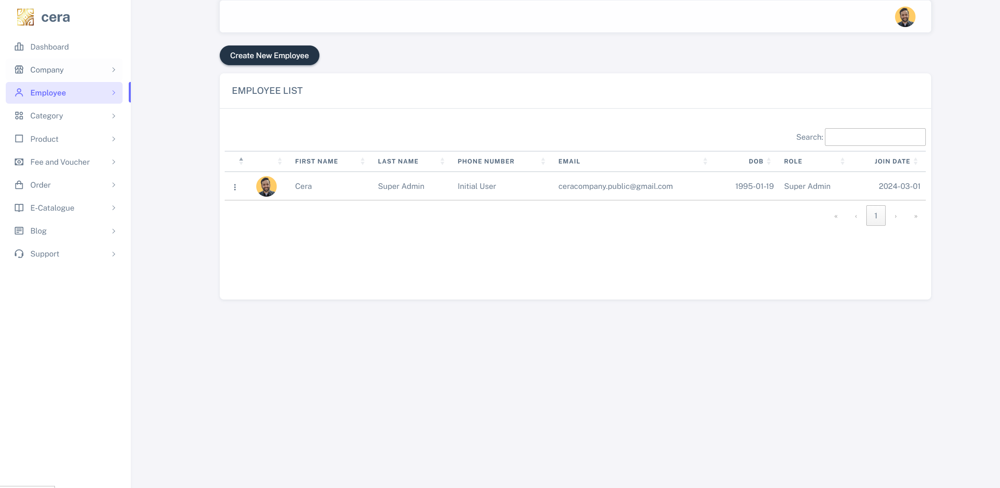 cera
Dashboard
Company
Employee
Category
Product
Fee and Voucher
Order
E-Catalogue
Blog
Support
Create New Employee
EMPLOYEE LIST
Search:
FIRST NAME LAST NAME PHONE NUMBER EMAIL DOB ROLE JOIN DATE
Cera Super Admin Initial User ceracompany.public@gmail.com 1995-01-19 Super Admin 2024-03-01
« ‹ 1 › »